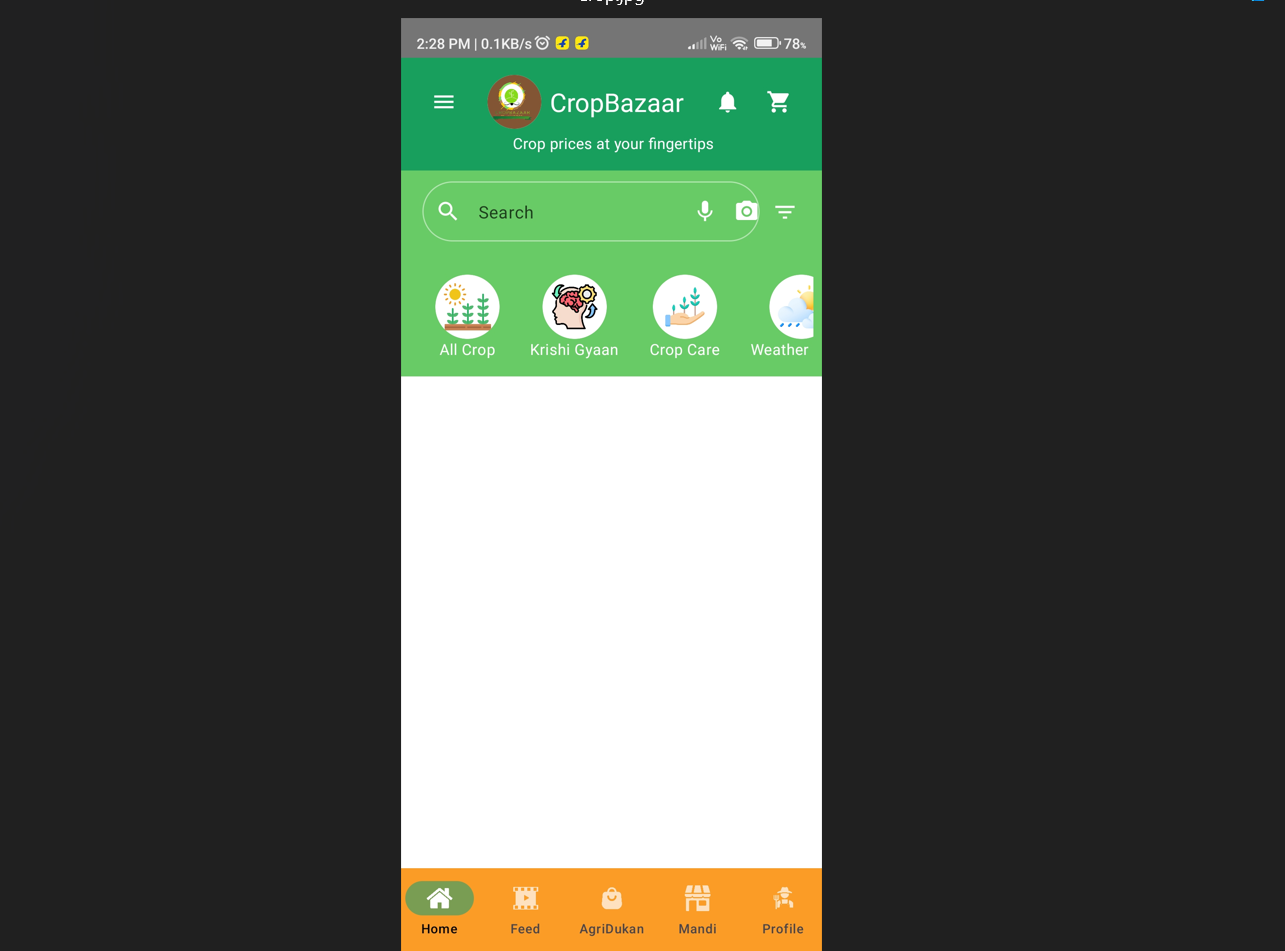 2:28 PM | 0.1KB/s
Vo
WiFi
78%
CropBazaar
Crop prices at your fingertips
Search
All Crop
Krishi Gyaan
Crop Care
Weather
Home
Feed
AgriDukan
Mandi
Profile